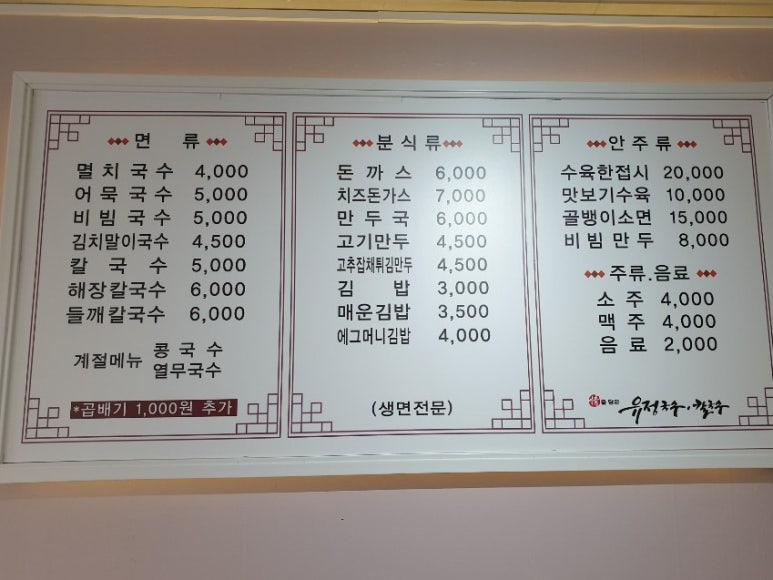 면 류
멸치국수 4,000
어묵국수 5,000
비빔국수 5,000
김치말이국수 4,500
칼국수 5,000
해장칼국수 6,000
들깨칼국수 6,000
계절메뉴 콩국수
열무국수
*곱배기 1,000원 추가
분식류
돈까스 6,000
치즈돈가스 7,000
만두국 6,000
고기만두 4,500
고추잡채튀김만두 4,500
김밥 3,000
매운김밥 3,500
에그머니김밥 4,000
(생면전문)
안주류
수육한접시 20,000
맛보기수육 10,000
골뱅이소면 15,000
비빔만두 8,000
주류.음료
소주 4,000
맥주 4,000
음료 2,000
유정국수.칼국수